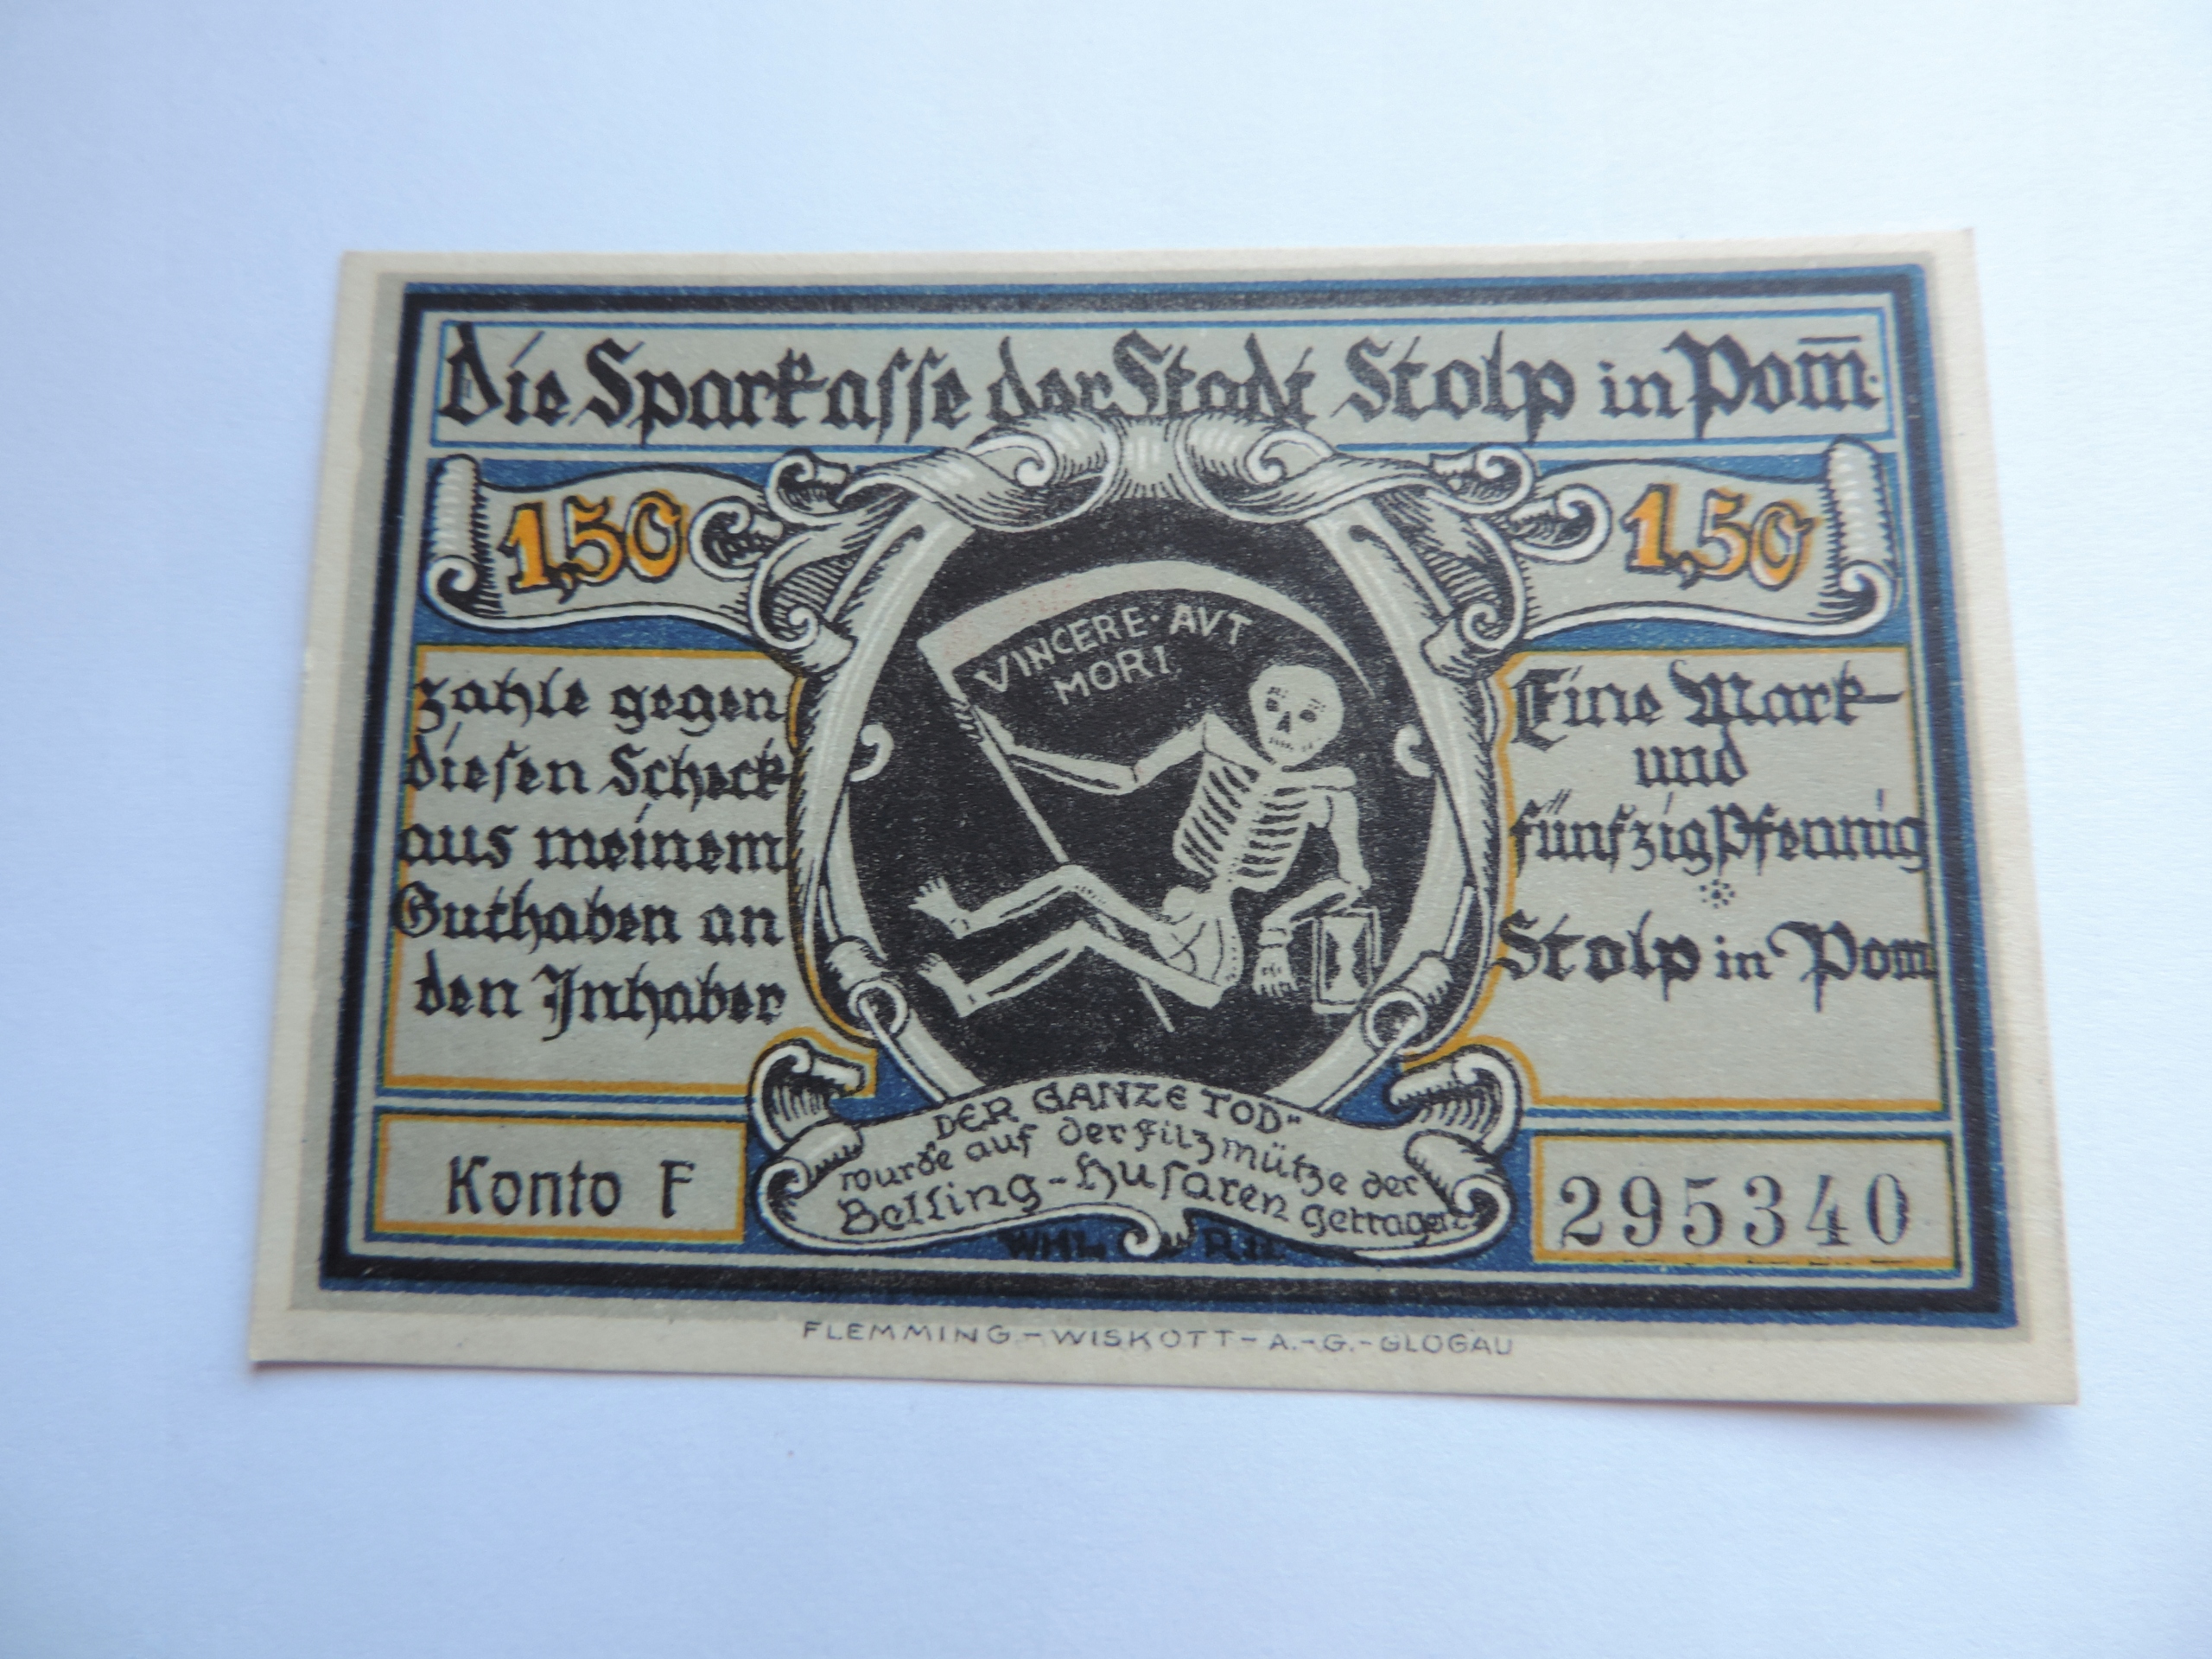 Die Sparkasse der Stadt Stolp in Pom̅.
1,50
1,50
VINCERE · AVT
MORI.
zahle gegen
diesen Scheck
aus meinem
Guthaben an
den Inhaber
Eine Mark
und
fünfzig Pfennig
Stolp in Pom
DER GANZE TOD"
wurde auf der Filzmütze der
Belling-Husaren getragen
Konto F
295340
WHL
FLEMMING-WISKOTT-A.-G.-GLOGAU